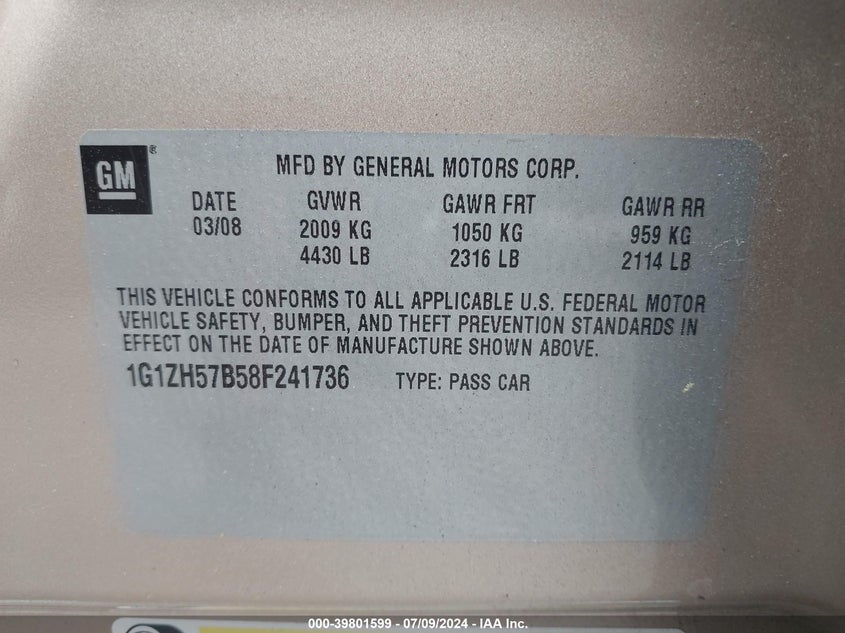 GM®
MFD BY GENERAL MOTORS CORP.
DATE GVWR GAWR FRT GAWR RR
03/08 2009 KG 1050 KG 959 KG
4430 LB 2316 LB 2114 LB
THIS VEHICLE CONFORMS TO ALL APPLICABLE U.S. FEDERAL MOTOR
VEHICLE SAFETY, BUMPER, AND THEFT PREVENTION STANDARDS IN
EFFECT ON THE DATE OF MANUFACTURE SHOWN ABOVE.
1G1ZH57B58F241736 TYPE: PASS CAR
000-39801599 - 07/09/2024 - IAA Inc.